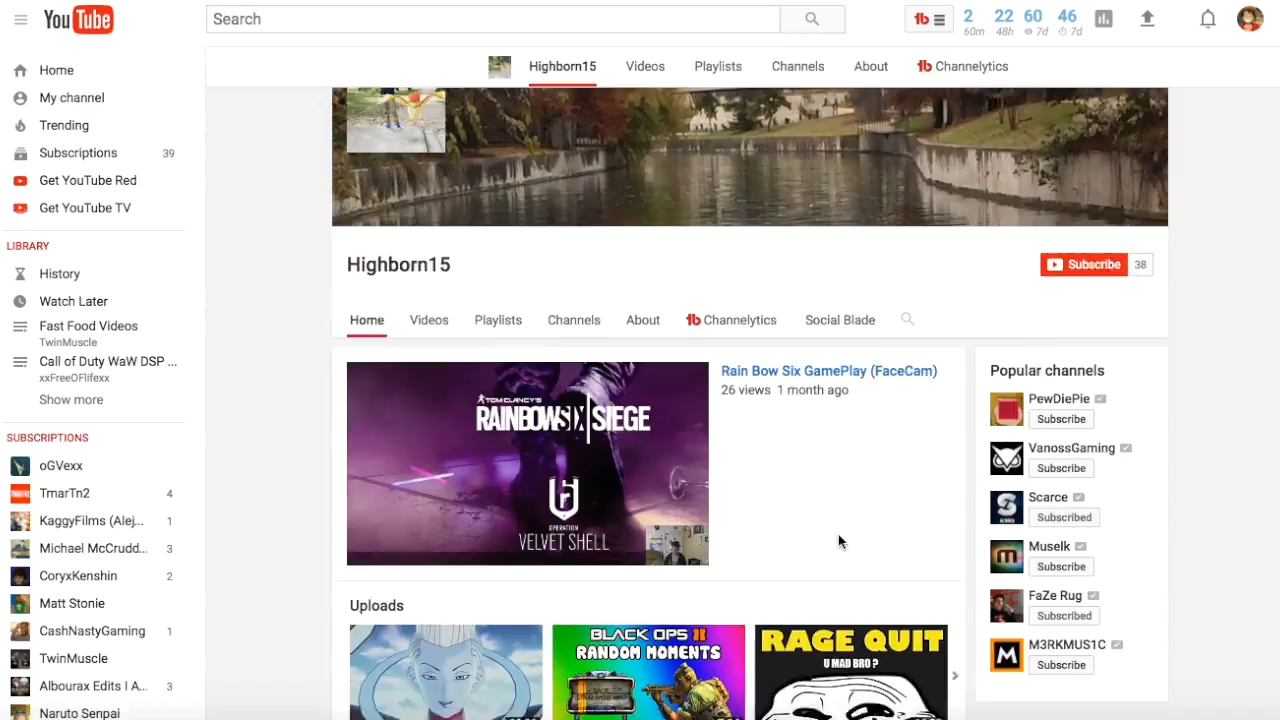 YouTube
Search
tb
2 22 60 46
60m 48h 7d 7d
Highborn15 Videos Playlists Channels About tb Channelytics
Home
My channel
Trending
Subscriptions 39
Get YouTube Red
Get YouTube TV
LIBRARY
History
Watch Later
Fast Food Videos
TwinMuscle
Call of Duty WaW DSP ...
xxFreeOFlifexx
Show more
SUBSCRIPTIONS
oGVexx
TmarTn2 4
KaggyFilms (Alej... 1
Michael McCrudd... 3
CoryxKenshin 2
Matt Stonie
CashNastyGaming 1
TwinMuscle
Albourax Edits I A... 3
Naruto Senpai
Highborn15
Subscribe 38
Home Videos Playlists Channels About tb Channelytics Social Blade
TOM CLANCY'S
RAINBOW SIX SIEGE
OPERATION
VELVET SHELL
Rain Bow Six GamePlay (FaceCam)
26 views 1 month ago
Uploads
BLACK OPS II
RANDOM MOMENTS
RAGE QUIT
U MAD BRO ?
Popular channels
PewDiePie
Subscribe
VanossGaming
Subscribe
Scarce
Subscribed
Muselk
Subscribe
FaZe Rug
Subscribed
M3RKMUS1C
Subscribe